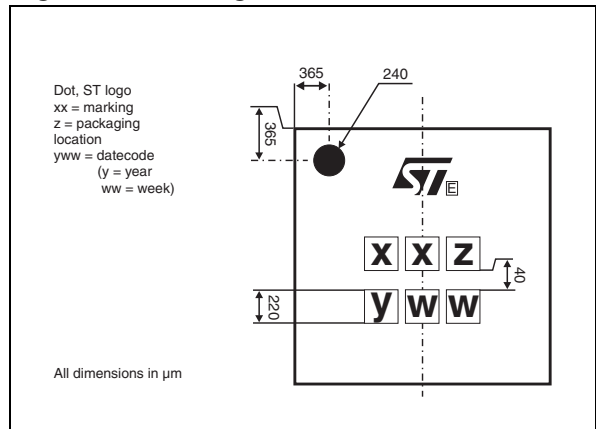 365
240
Dot, ST logo
xx = marking
z = packaging
location
yww = datecode
(y = year
ww = week)
365
ST
E
x x z
40
y w w
220
All dimensions in µm